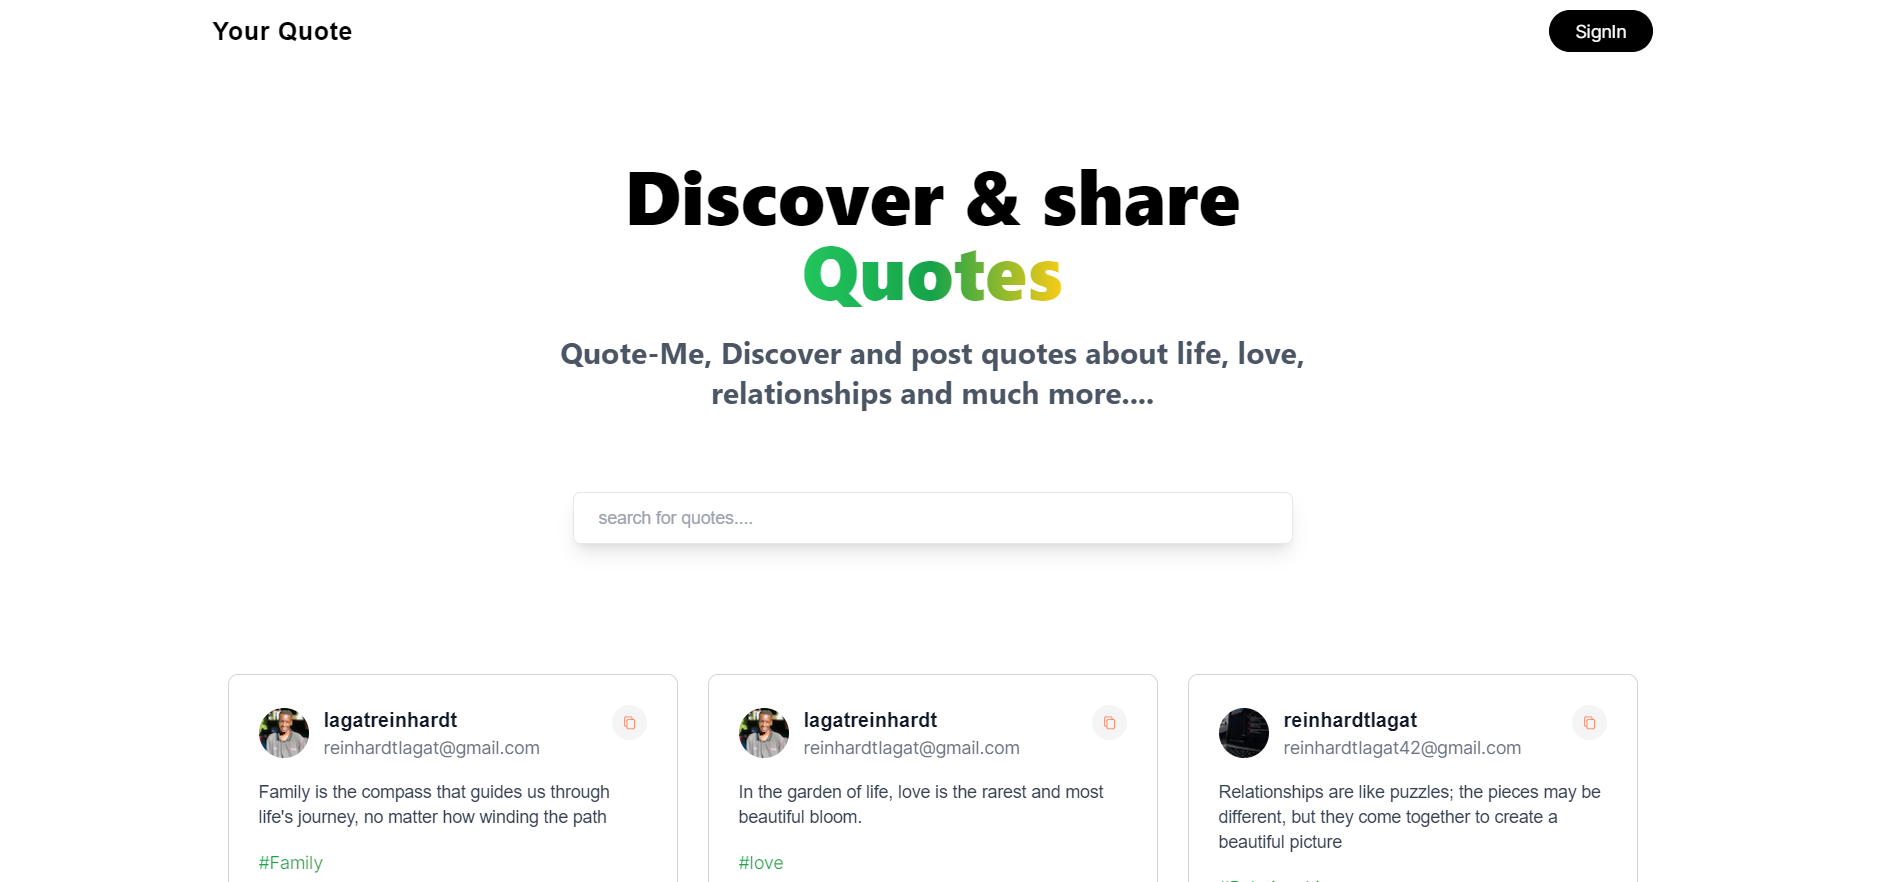 Your Quote
SignIn
Discover & share
Quotes
Quote-Me, Discover and post quotes about life, love,
relationships and much more....
search for quotes....
lagatreinhardt
reinhardtlagat@gmail.com
Family is the compass that guides us through
life's journey, no matter how winding the path
#Family
lagatreinhardt
reinhardtlagat@gmail.com
In the garden of life, love is the rarest and most
beautiful bloom.
#love
reinhardtlagat
reinhardtlagat42@gmail.com
Relationships are like puzzles; the pieces may be
different, but they come together to create a
beautiful picture